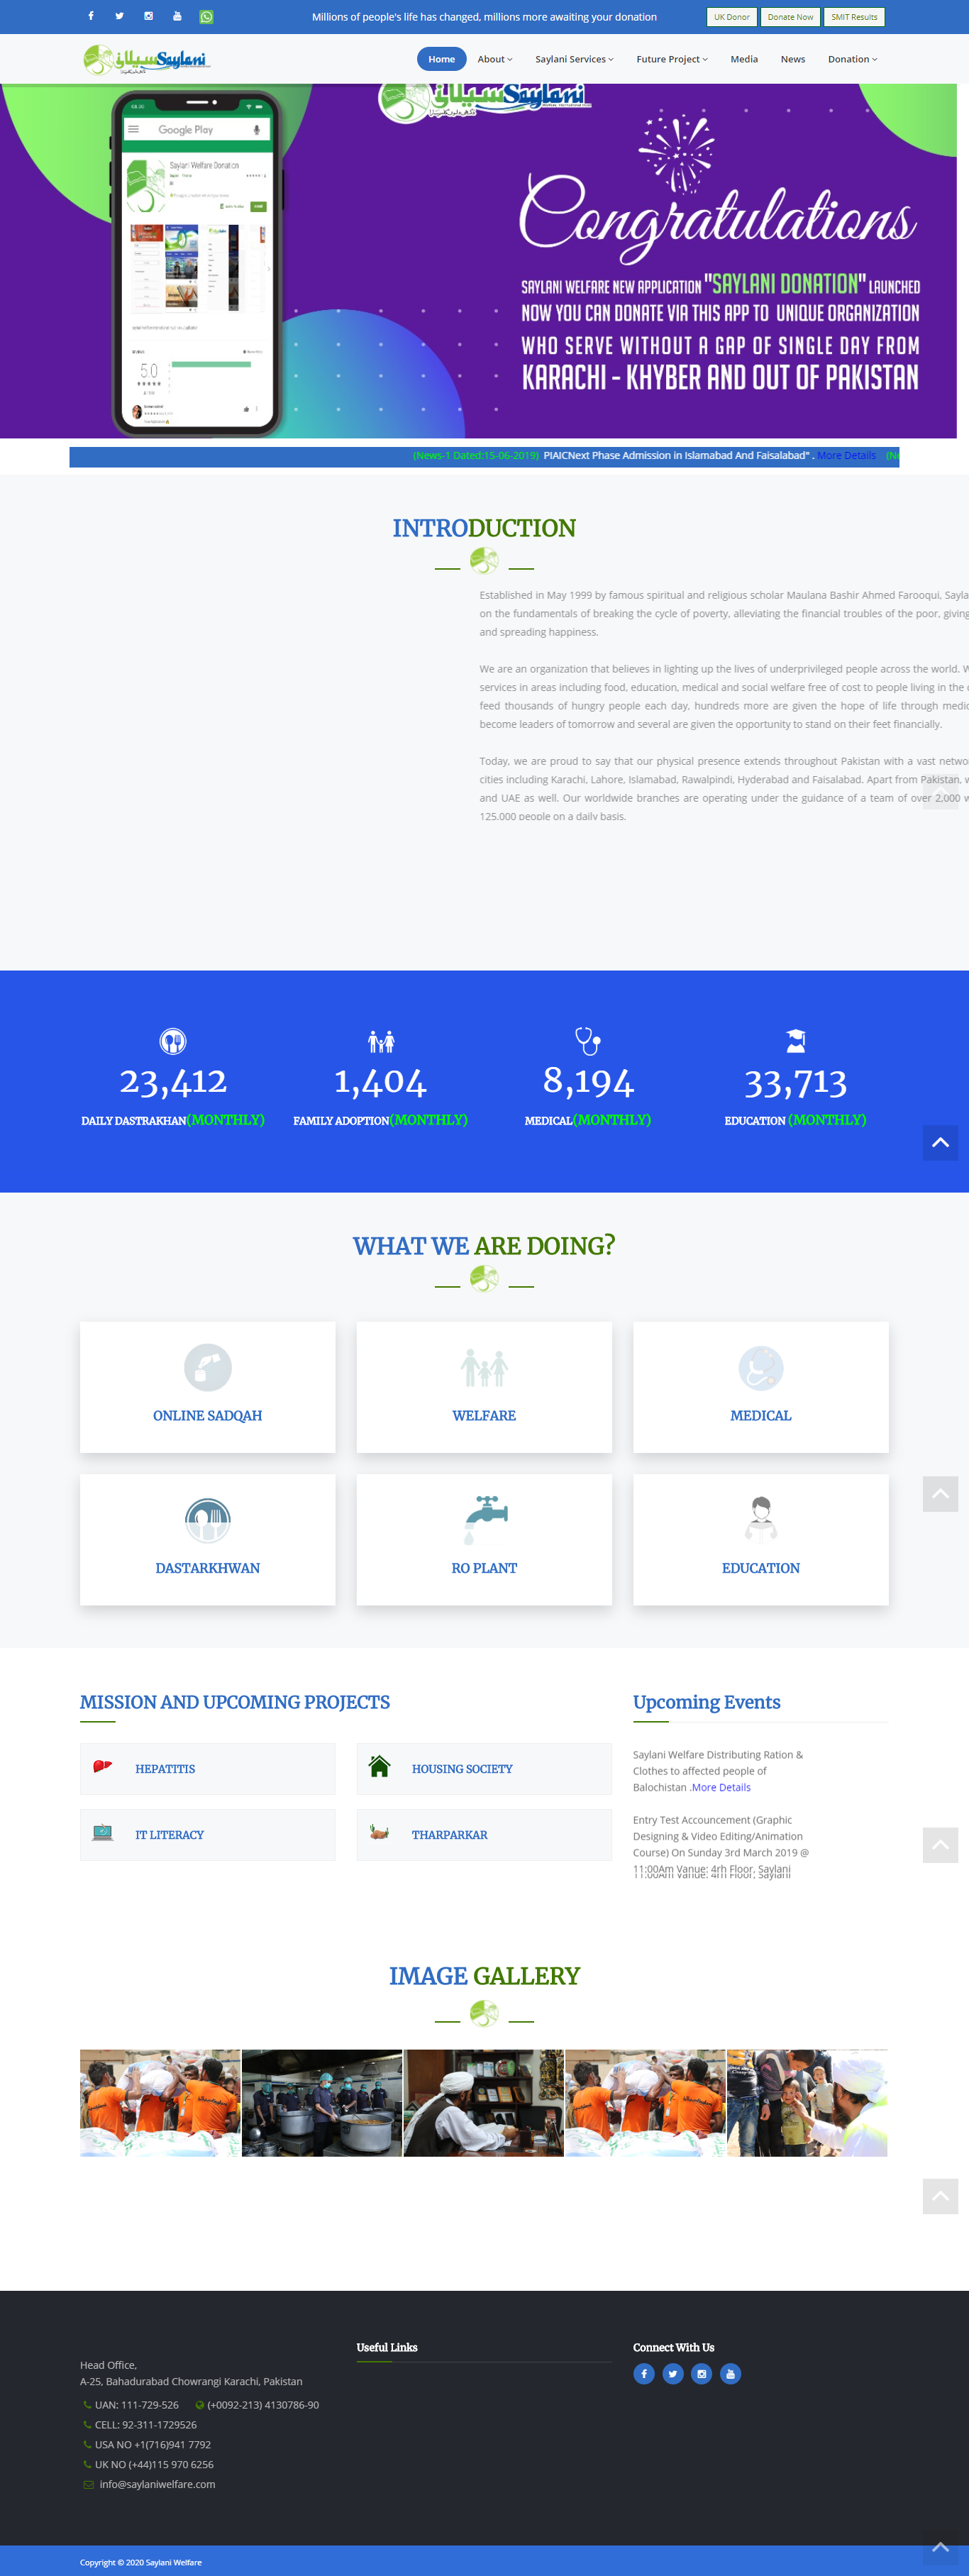 Millions of people's life has changed, millions more awaiting your donation
UK Donor
Donate Now
SMIT Results
سیلانی Saylani
Home
About
Saylani Services
Future Project
Media
News
Donation
سیلانی Saylani
Google Play
Saylani Welfare Donation
5.0
Congratulations
SAYLANI WELFARE NEW APPLICATION "SAYLANI DONATION" LAUNCHED
NOW YOU CAN DONATE VIA THIS APP TO UNIQUE ORGANIZATION
WHO SERVE WITHOUT A GAP OF SINGLE DAY FROM
KARACHI - KHYBER AND OUT OF PAKISTAN
(News-1 Dated:15-06-2019) PIAICNext Phase Admission in Islamabad And Faisalabad" . More Details (Ne
INTRODUCTION
Established in May 1999 by famous spiritual and religious scholar Maulana Bashir Ahmed Farooqui, Sayla
on the fundamentals of breaking the cycle of poverty, alleviating the financial troubles of the poor, giving
and spreading happiness.
We are an organization that believes in lighting up the lives of underprivileged people across the world. W
services in areas including food, education, medical and social welfare free of cost to people living in the
feed thousands of hungry people each day, hundreds more are given the hope of life through medic
become leaders of tomorrow and several are given the opportunity to stand on their feet financially.
Today, we are proud to say that our physical presence extends throughout Pakistan with a vast netwo
cities including Karachi, Lahore, Islamabad, Rawalpindi, Hyderabad and Faisalabad. Apart from Pakistan, w
and UAE as well. Our worldwide branches are operating under the guidance of a team of over 2,000 w
125,000 people on a daily basis.
23,412
DAILY DASTRAKHAN(MONTHLY)
1,404
FAMILY ADOPTION(MONTHLY)
8,194
MEDICAL(MONTHLY)
33,713
EDUCATION (MONTHLY)
WHAT WE ARE DOING?
ONLINE SADQAH
WELFARE
MEDICAL
DASTARKHWAN
RO PLANT
EDUCATION
MISSION AND UPCOMING PROJECTS
HEPATITIS
HOUSING SOCIETY
IT LITERACY
THARPARKAR
Upcoming Events
Saylani Welfare Distributing Ration &
Clothes to affected people of
Balochistan .More Details
Entry Test Accouncement (Graphic
Designing & Video Editing/Animation
Course) On Sunday 3rd March 2019 @
11:00Am Vanue: 4rh Floor, Saylani
11:00Am Vanue: 4rh Floor, Saylani
IMAGE GALLERY
Head Office,
A-25, Bahadurabad Chowrangi Karachi, Pakistan
UAN: 111-729-526 (+0092-213) 4130786-90
CELL: 92-311-1729526
USA NO +1(716)941 7792
UK NO (+44)115 970 6256
info@saylaniwelfare.com
Useful Links
Connect With Us
Copyright © 2020 Saylani Welfare